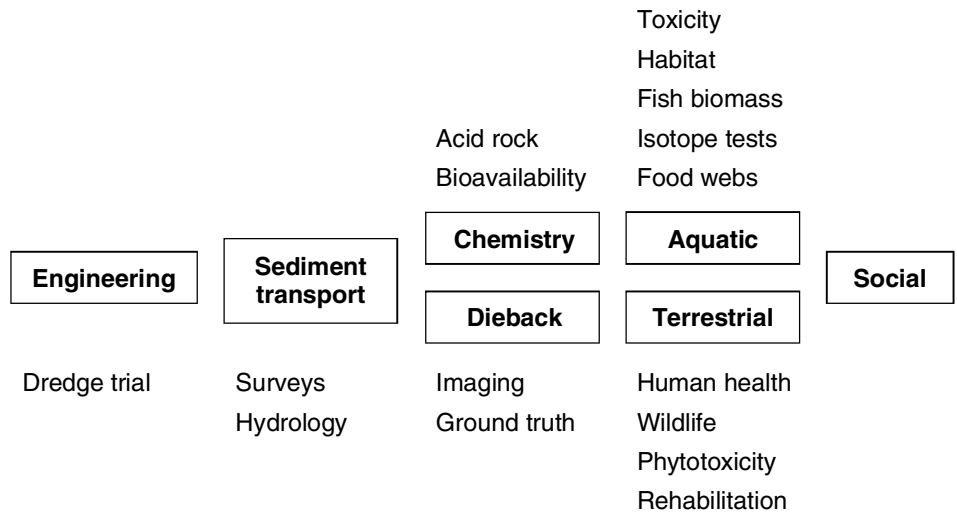 Toxicity
Habitat
Fish biomass
Acid rock
Isotope tests
Bioavailability
Food webs
Chemistry
Aquatic
Engineering
Sediment
transport
Social
Dieback
Terrestrial
Dredge trial
Surveys
Imaging
Human health
Hydrology
Ground truth
Wildlife
Phytotoxicity
Rehabilitation